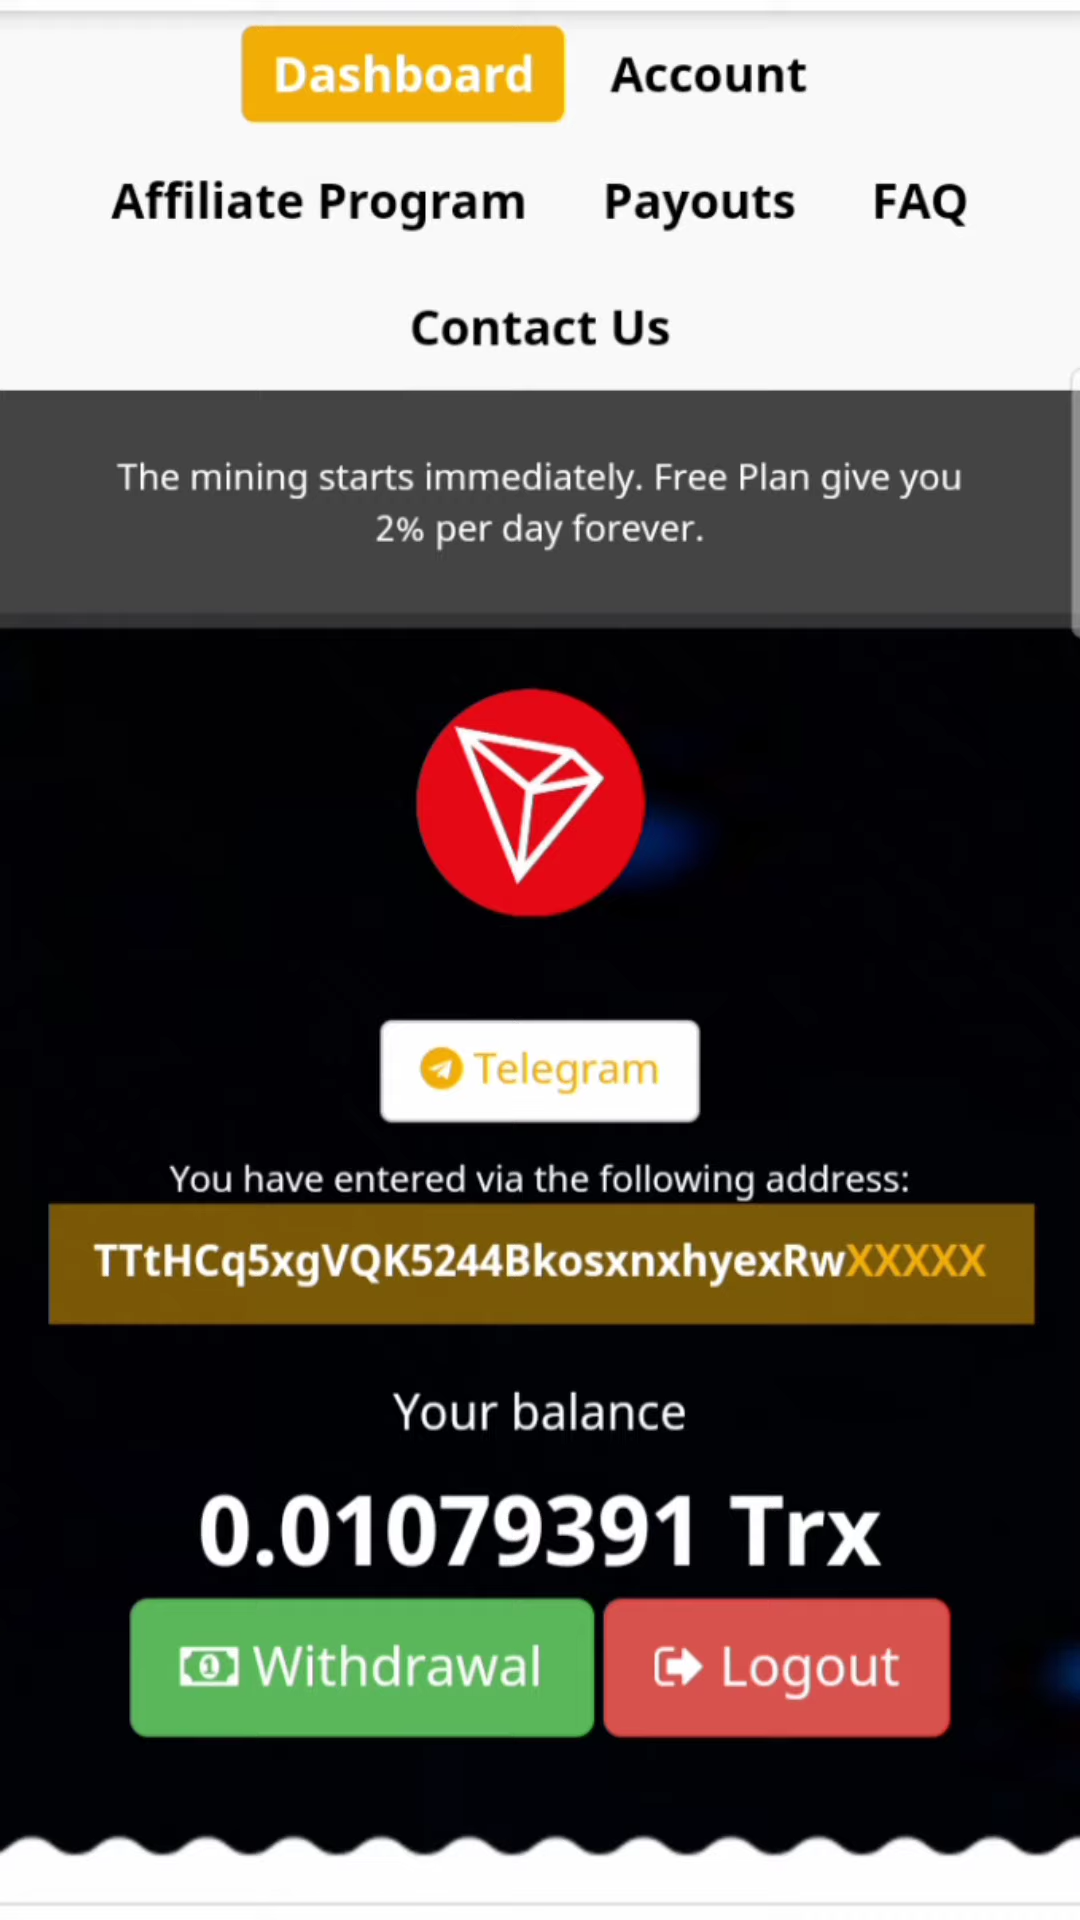 Dashboard Account
Affiliate Program Payouts FAQ
Contact Us
The mining starts immediately. Free Plan give you
2% per day forever.
Telegram
You have entered via the following address:
TTtHCq5xgVQK5244BkosxnxhyexRwXXXXX
Your balance
0.01079391 Trx
Withdrawal Logout